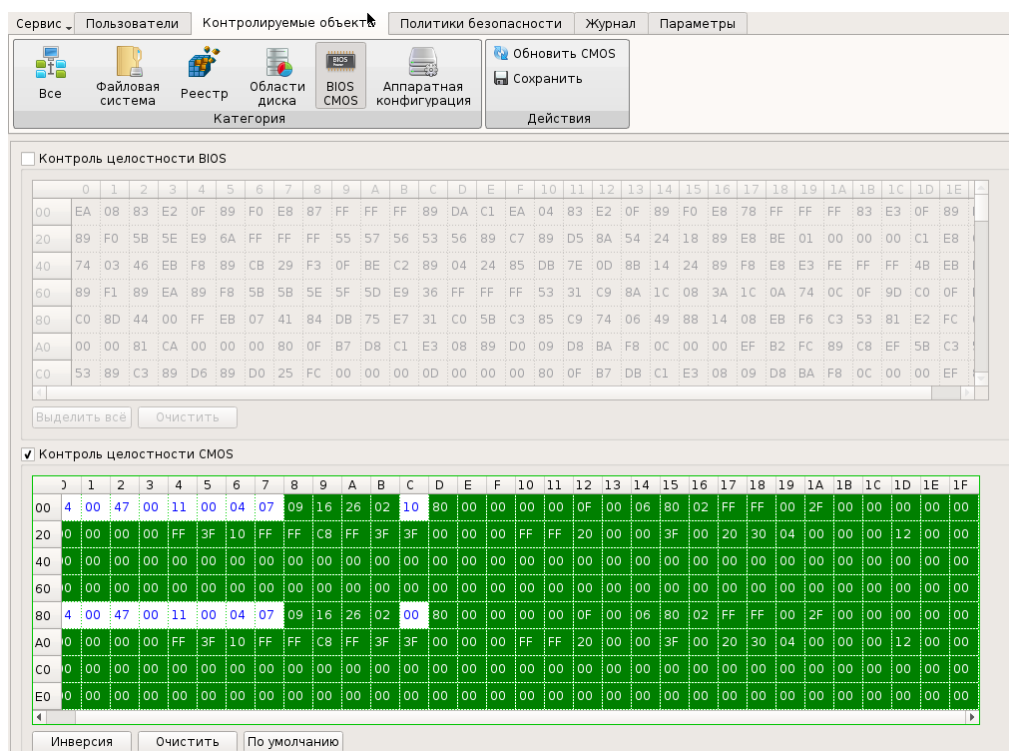 Сервис Пользователи Контролируемые объекты Политики безопасности Журнал Параметры
Все Файловая система Реестр Области диска BIOS CMOS Аппаратная конфигурация
Категория
Обновить CMOS
Сохранить
Действия
Контроль целостности BIOS
0 1 2 3 4 5 6 7 8 9 A B C D E F 10 11 12 13 14 15 16 17 18 19 1A 1B 1C 1D 1E
00 EA 08 83 E2 0F 89 F0 E8 87 FF FF FF 89 DA C1 EA 04 83 E2 0F 89 F0 E8 78 FF FF FF 83 E3 0F 89
20 89 F0 5B 5E E9 6A FF FF FF 55 57 56 53 56 89 C7 89 D5 8A 54 24 18 89 E8 BE 01 00 00 00 C1 E8
40 74 03 46 EB F8 89 CB 29 F3 0F BE C2 89 04 24 85 DB 7E 0D 8B 14 24 89 F8 E8 E3 FE FF FF 4B EB
60 89 F1 89 EA 89 F8 5B 5B 5E 5F 5D E9 36 FF FF FF 53 31 C9 8A 1C 08 3A 1C 0A 74 0C 0F 9D C0 0F
80 C0 8D 44 00 FF EB 07 41 84 DB 75 E7 31 C0 5B C3 85 C9 74 06 49 88 14 08 EB F6 C3 53 81 E2 FC
A0 00 00 81 CA 00 00 00 80 0F B7 D8 C1 E3 08 89 D0 09 D8 BA F8 0C 00 00 EF B2 FC 89 C8 EF 5B C3
C0 53 89 C3 89 D6 89 D0 25 FC 00 00 00 0D 00 00 00 80 0F B7 DB C1 E3 08 09 D8 BA F8 0C 00 00 EF
Выделить всё Очистить
Контроль целостности CMOS
1 2 3 4 5 6 7 8 9 A B C D E F 10 11 12 13 14 15 16 17 18 19 1A 1B 1C 1D 1E 1F
00 4 00 47 00 11 00 04 07 09 16 26 02 10 80 00 00 00 00 0F 00 06 80 02 FF FF 00 2F 00 00 00 00 00
20 0 00 00 00 FF 3F 10 FF FF C8 FF 3F 3F 00 00 00 FF FF 20 00 00 3F 00 20 30 04 00 00 00 12 00 00
40 0 00 00 00 00 00 00 00 00 00 00 00 00 00 00 00 00 00 00 00 00 00 00 00 00 00 00 00 00 00 00 00
60 0 00 00 00 00 00 00 00 00 00 00 00 00 00 00 00 00 00 00 00 00 00 00 00 00 00 00 00 00 00 00 00
80 4 00 47 00 11 00 04 07 09 16 26 02 00 80 00 00 00 00 0F 00 06 80 02 FF FF 00 2F 00 00 00 00 00
A0 0 00 00 00 FF 3F 10 FF FF C8 FF 3F 3F 00 00 00 FF FF 20 00 00 3F 00 20 30 04 00 00 00 12 00 00
C0 0 00 00 00 00 00 00 00 00 00 00 00 00 00 00 00 00 00 00 00 00 00 00 00 00 00 00 00 00 00 00 00
E0 0 00 00 00 00 00 00 00 00 00 00 00 00 00 00 00 00 00 00 00 00 00 00 00 00 00 00 00 00 00 00 00
Инверсия Очистить По умолчанию